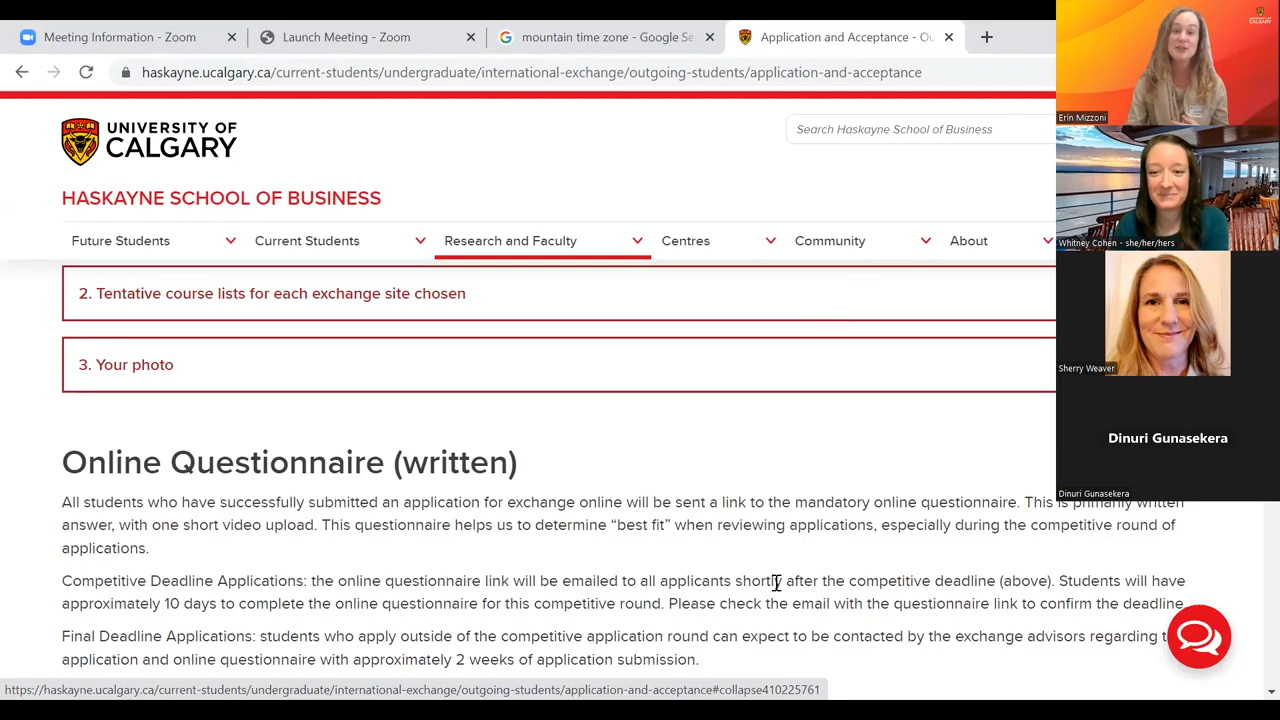 Meeting Information - Zoom
Launch Meeting - Zoom
mountain time zone - Google Se
Application and Acceptance - Ou
haskayne.ucalgary.ca/current-students/undergraduate/international-exchange/outgoing-students/application-and-acceptance
UNIVERSITY OF
CALGARY
Search Haskayne School of Business
HASKAYNE SCHOOL OF BUSINESS
Future Students
Current Students
Research and Faculty
Centres
Community
About
2. Tentative course lists for each exchange site chosen
3. Your photo
Online Questionnaire (written)
All students who have successfully submitted an application for exchange online will be sent a link to the mandatory online questionnaire. This is primarily written
answer, with one short video upload. This questionnaire helps us to determine “best fit” when reviewing applications, especially during the competitive round of
applications.
Competitive Deadline Applications: the online questionnaire link will be emailed to all applicants shortly after the competitive deadline (above). Students will have
approximately 10 days to complete the online questionnaire for this competitive round. Please check the email with the questionnaire link to confirm the deadline.
Final Deadline Applications: students who apply outside of the competitive application round can expect to be contacted by the exchange advisors regarding
application and online questionnaire with approximately 2 weeks of application submission.
https://haskayne.ucalgary.ca/current-students/undergraduate/international-exchange/outgoing-students/application-and-acceptance#collapse410225761
Erin Mizzoni
Whitney Cohen - she/her/hers
Sherry Weaver
Dinuri Gunasekera
Dinuri Gunasekera